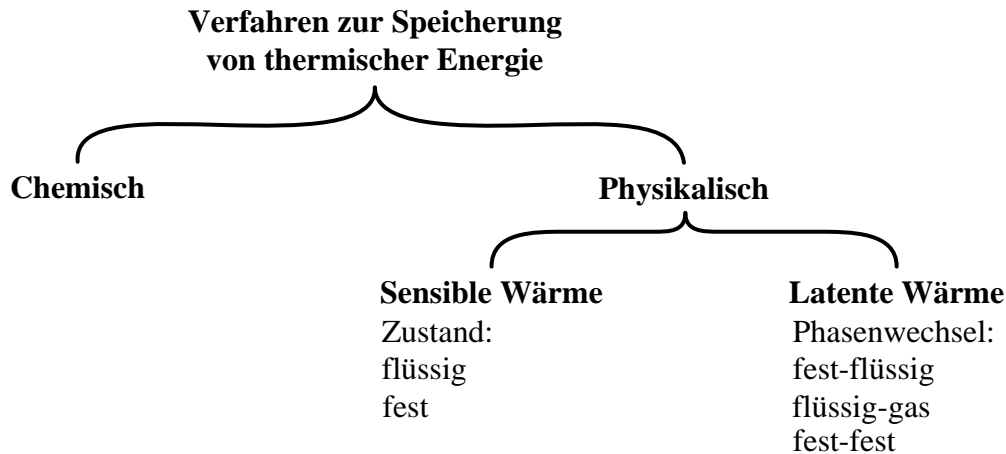 Verfahren zur Speicherung
von thermischer Energie
Chemisch
Physikalisch
Sensible Wärme
Zustand:
flüssig
fest
Latente Wärme
Phasenwechsel:
fest-flüssig
flüssig-gas
fest-fest